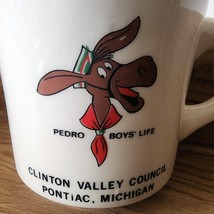 PEDRO BOYS' LIFE
CLINTON VALLEY COUNCIL
PONTIAC, MICHIGAN